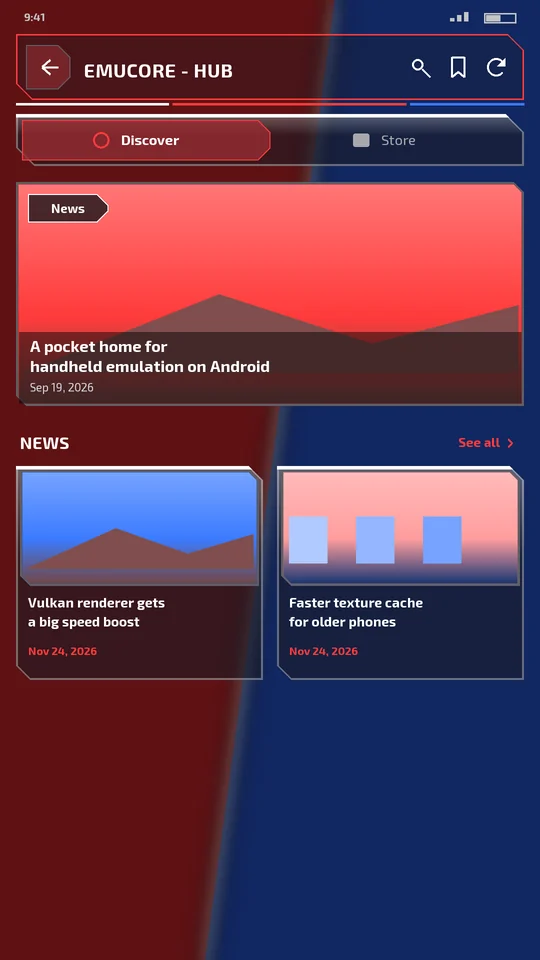 9:41
EMUCORE - HUB
Discover
Store
News
A pocket home for
handheld emulation on Android
Sep 19, 2026
NEWS
See all
Vulkan renderer gets
a big speed boost
Nov 24, 2026
Faster texture cache
for older phones
Nov 24, 2026